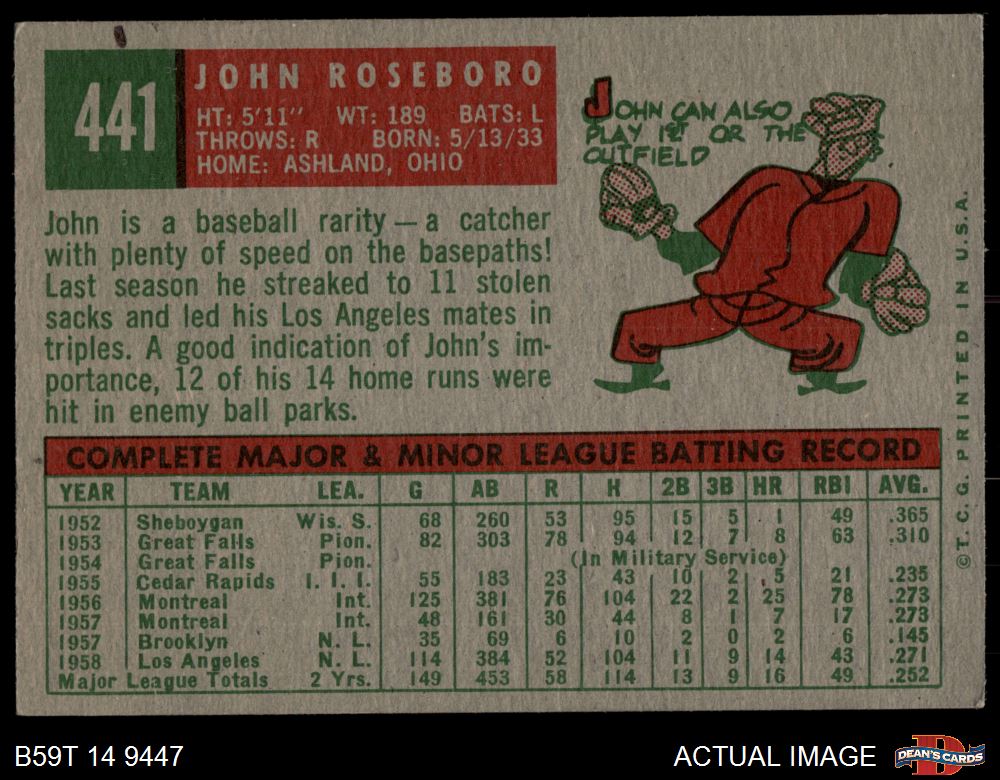 441
JOHN ROSEBORO
HT: 5'11" WT: 189 BATS: L
THROWS: R BORN: 5/13/33
HOME: ASHLAND, OHIO
JOHN CAN ALSO
PLAY 1ST OR THE
OUTFIELD
John is a baseball rarity — a catcher
with plenty of speed on the basepaths!
Last season he streaked to 11 stolen
sacks and led his Los Angeles mates in
triples. A good indication of John's im-
portance, 12 of his 14 home runs were
hit in enemy ball parks.
©T. C. G. PRINTED IN U.S.A.
COMPLETE MAJOR & MINOR LEAGUE BATTING RECORD
YEAR TEAM LEA. G AB R H 2B 3B HR RBI AVG.
1952 Sheboygan Wis. S. 68 260 53 95 15 5 1 49 .365
1953 Great Falls Pion. 82 303 78 94 12 7 8 63 .310
1954 Great Falls Pion. (In Military Service)
1955 Cedar Rapids I. I. I. 55 183 23 43 10 2 5 21 .235
1956 Montreal Int. 125 381 76 104 22 2 25 78 .273
1957 Montreal Int. 48 161 30 44 8 1 7 17 .273
1957 Brooklyn N. L. 35 69 6 10 2 0 2 6 .145
1958 Los Angeles N. L. 114 384 52 104 11 9 14 43 .271
Major League Totals 2 Yrs. 149 453 58 114 13 9 16 49 .252
B59T 14 9447
ACTUAL IMAGE
D
DEAN'S CARDS